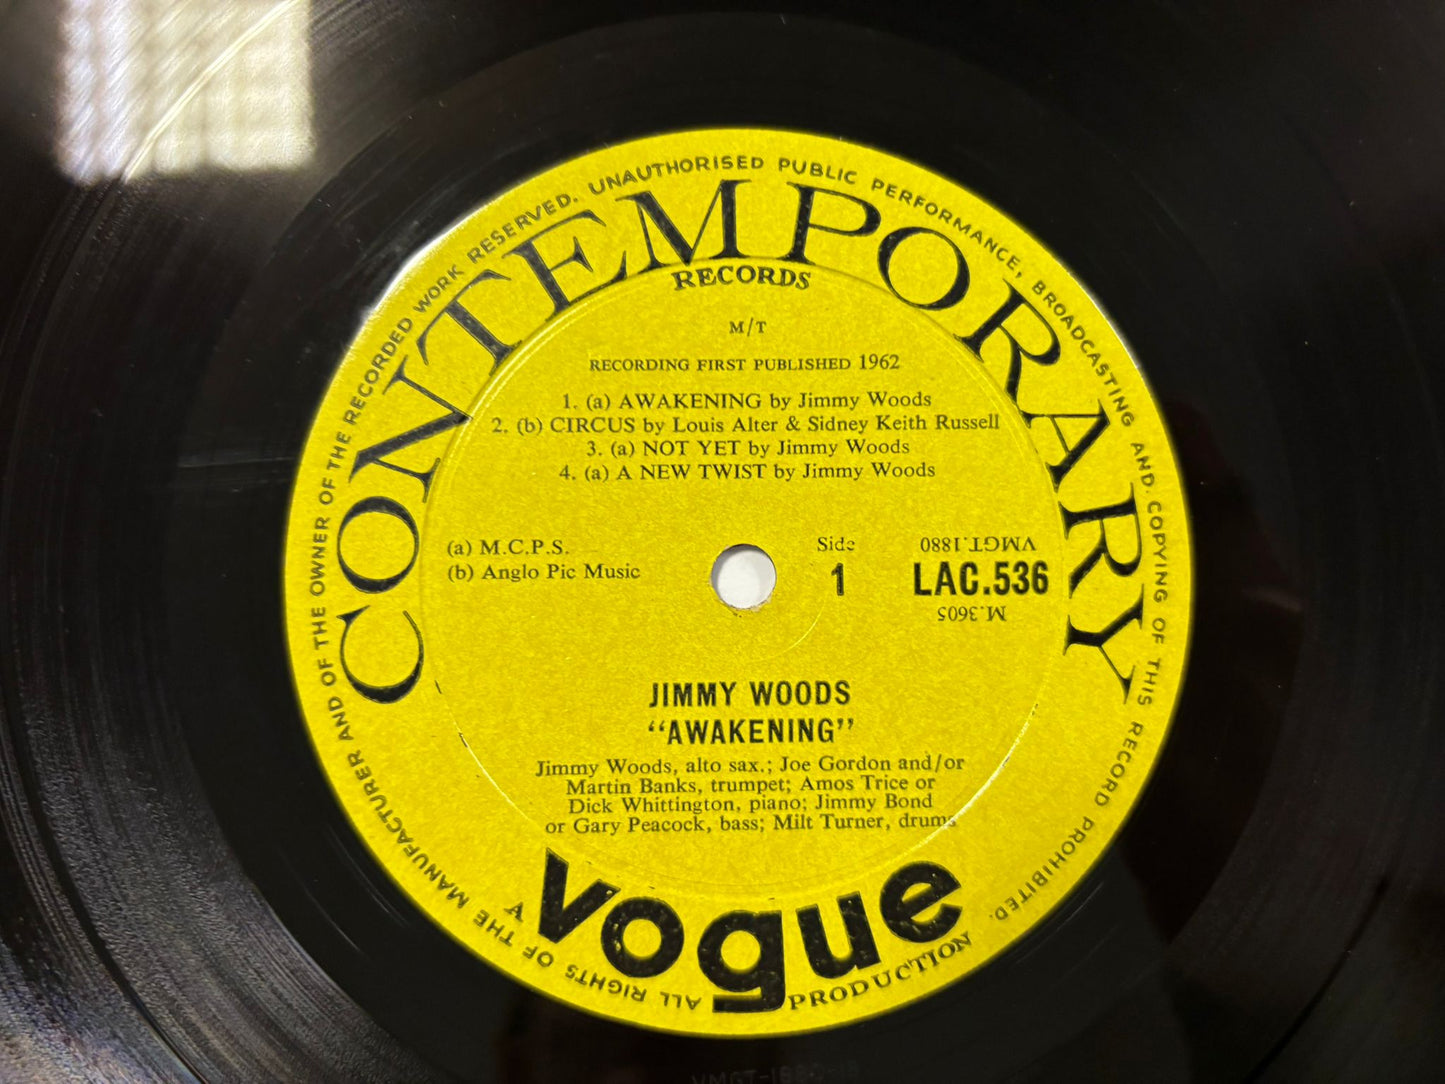 ALL RIGHTS OF THE MANUFACTURER AND OF THE OWNER OF THE RECORDED WORK RESERVED. UNAUTHORISED PUBLIC PERFORMANCE, BROADCASTING AND COPYING OF THIS RECORD PROHIBITED.
CONTEMPORARY
RECORDS
M/T
RECORDING FIRST PUBLISHED 1962
1. (a) AWAKENING by Jimmy Woods
2. (b) CIRCUS by Louis Alter & Sidney Keith Russell
3. (a) NOT YET by Jimmy Woods
4. (a) A NEW TWIST by Jimmy Woods
(a) M.C.P.S.
(b) Anglo Pic Music
Side
1
VMGT.1880
LAC.536
M.3605
JIMMY WOODS
"AWAKENING"
Jimmy Woods, alto sax.; Joe Gordon and/or
Martin Banks, trumpet; Amos Trice or
Dick Whittington, piano; Jimmy Bond
or Gary Peacock, bass; Milt Turner, drums
A
vogue
PRODUCTION